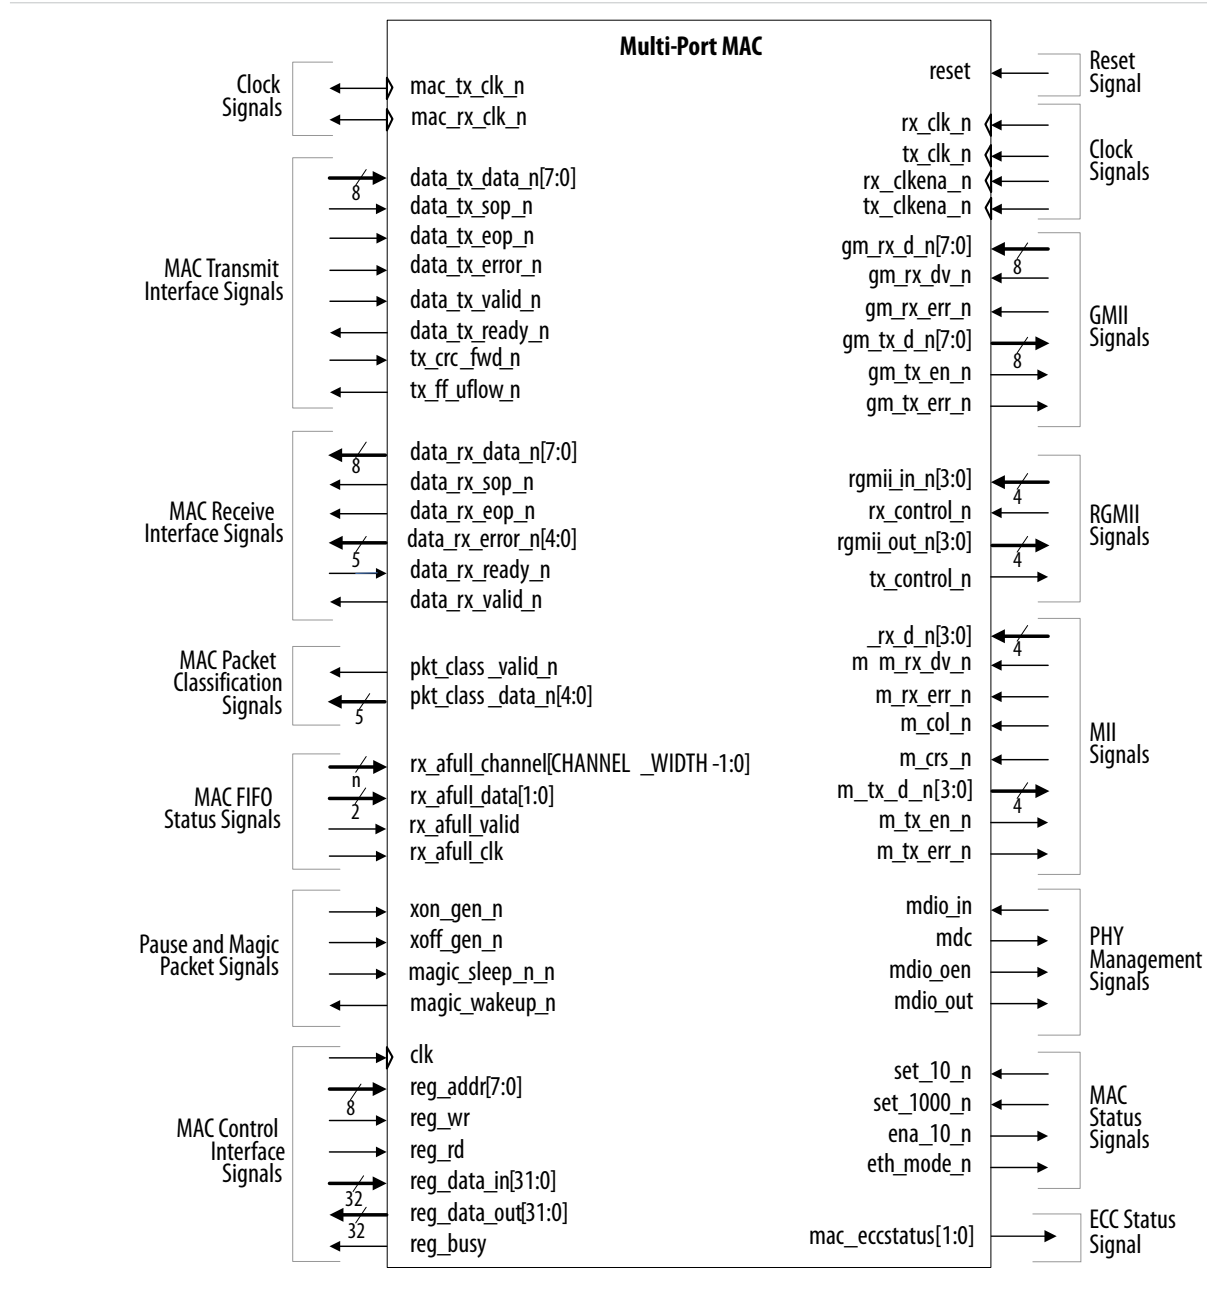 Multi-Port MAC
Clock
Signals
mac_tx_clk_n
mac_rx_clk_n
MAC Transmit
Interface Signals
8
data_tx_data_n[7:0]
data_tx_sop_n
data_tx_eop_n
data_tx_error_n
data_tx_valid_n
data_tx_ready_n
tx_crc_fwd_n
tx_ff_uflow_n
MAC Receive
Interface Signals
8
data_rx_data_n[7:0]
data_rx_sop_n
data_rx_eop_n
data_rx_error_n[4:0]
5
data_rx_ready_n
data_rx_valid_n
MAC Packet
Classification
Signals
pkt_class _valid_n
pkt_class _data_n[4:0]
5
MAC FIFO
Status Signals
rx_afull_channel[CHANNEL _WIDTH -1:0]
n
rx_afull_data[1:0]
2
rx_afull_valid
rx_afull_clk
Pause and Magic
Packet Signals
xon_gen_n
xoff_gen_n
magic_sleep_n_n
magic_wakeup_n
MAC Control
Interface
Signals
clk
reg_addr[7:0]
8
reg_wr
reg_rd
reg_data_in[31:0]
32
reg_data_out[31:0]
32
reg_busy
reset
Reset
Signal
rx_clk_n
tx_clk_n
rx_clkena_n
tx_clkena_n
Clock
Signals
gm_rx_d_n[7:0]
8
gm_rx_dv_n
gm_rx_err_n
gm_tx_d_n[7:0]
8
gm_tx_en_n
gm_tx_err_n
GMII
Signals
rgmii_in_n[3:0]
4
rx_control_n
rgmii_out_n[3:0]
4
tx_control_n
RGMII
Signals
_rx_d_n[3:0]
4
m m_rx_dv_n
m_rx_err_n
m_col_n
m_crs_n
m_tx_d_n[3:0]
4
m_tx_en_n
m_tx_err_n
MII
Signals
mdio_in
mdc
mdio_oen
mdio_out
PHY
Management
Signals
set_10_n
set_1000_n
ena_10_n
eth_mode_n
MAC
Status
Signals
mac_eccstatus[1:0]
ECC Status
Signal